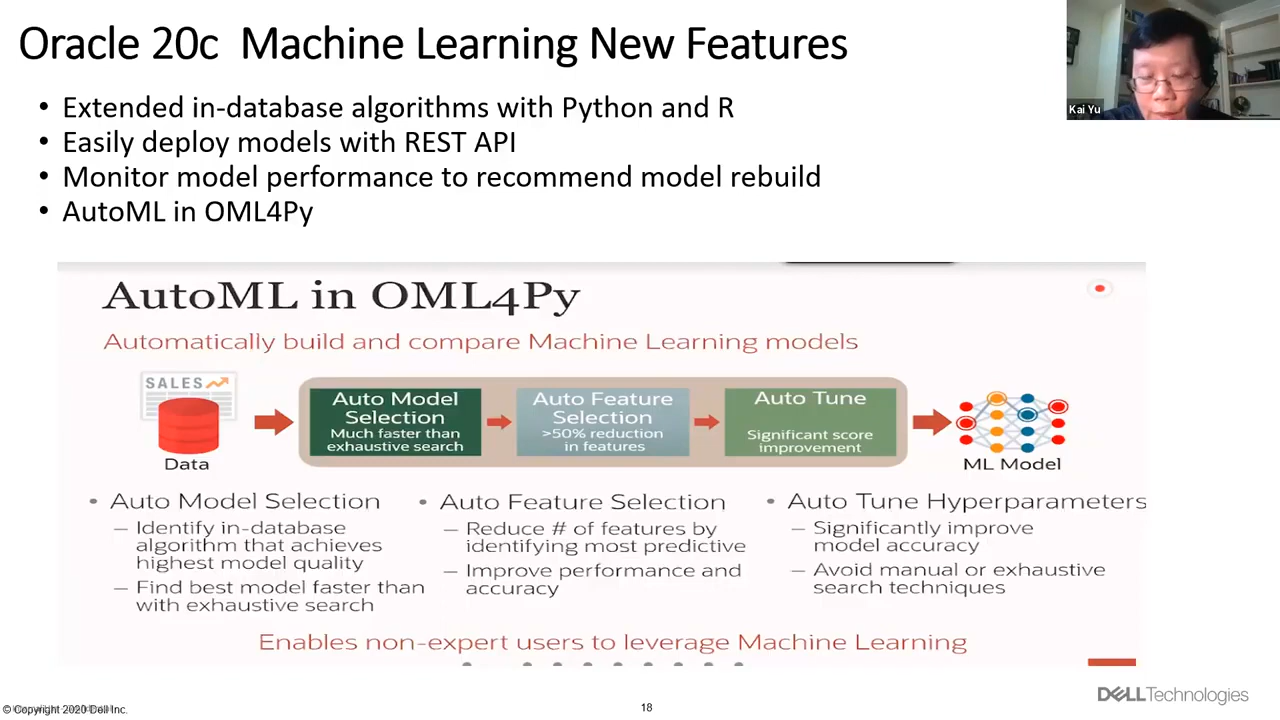 Oracle 20c Machine Learning New Features
Kai Yu
• Extended in-database algorithms with Python and R
• Easily deploy models with REST API
• Monitor model performance to recommend model rebuild
• AutoML in OML4Py
AutoML in OML4Py
Automatically build and compare Machine Learning models
SALES
Data
Auto Model
Selection
Much faster than
exhaustive search
Auto Feature
Selection
>50% reduction
in features
Auto Tune
Significant score
improvement
ML Model
• Auto Model Selection
– Identify in-database
algorithm that achieves
highest model quality
– Find best model faster than
with exhaustive search
• Auto Feature Selection
– Reduce # of features by
identifying most predictive
– Improve performance and
accuracy
• Auto Tune Hyperparameters
– Significantly improve
model accuracy
– Avoid manual or exhaustive
search techniques
Enables non-expert users to leverage Machine Learning
© Copyright 2020 Dell Inc.
18
DELLTechnologies